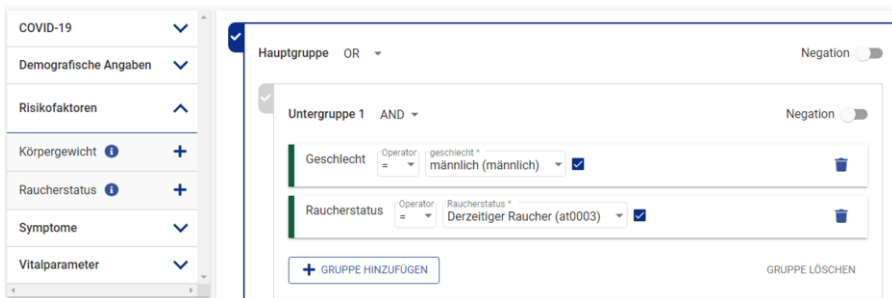 COVID-19
Demografische Angaben
Risikofaktoren
Körpergewicht
Raucherstatus
Symptome
Vitalparameter
Hauptgruppe OR
Negation
Untergruppe 1 AND
Negation
Geschlecht
Operator
=
geschlecht *
männlich (männlich)
Raucherstatus
Operator
=
Raucherstatus *
Derzeitiger Raucher (at0003)
GRUPPE HINZUFÜGEN
GRUPPE LÖSCHEN